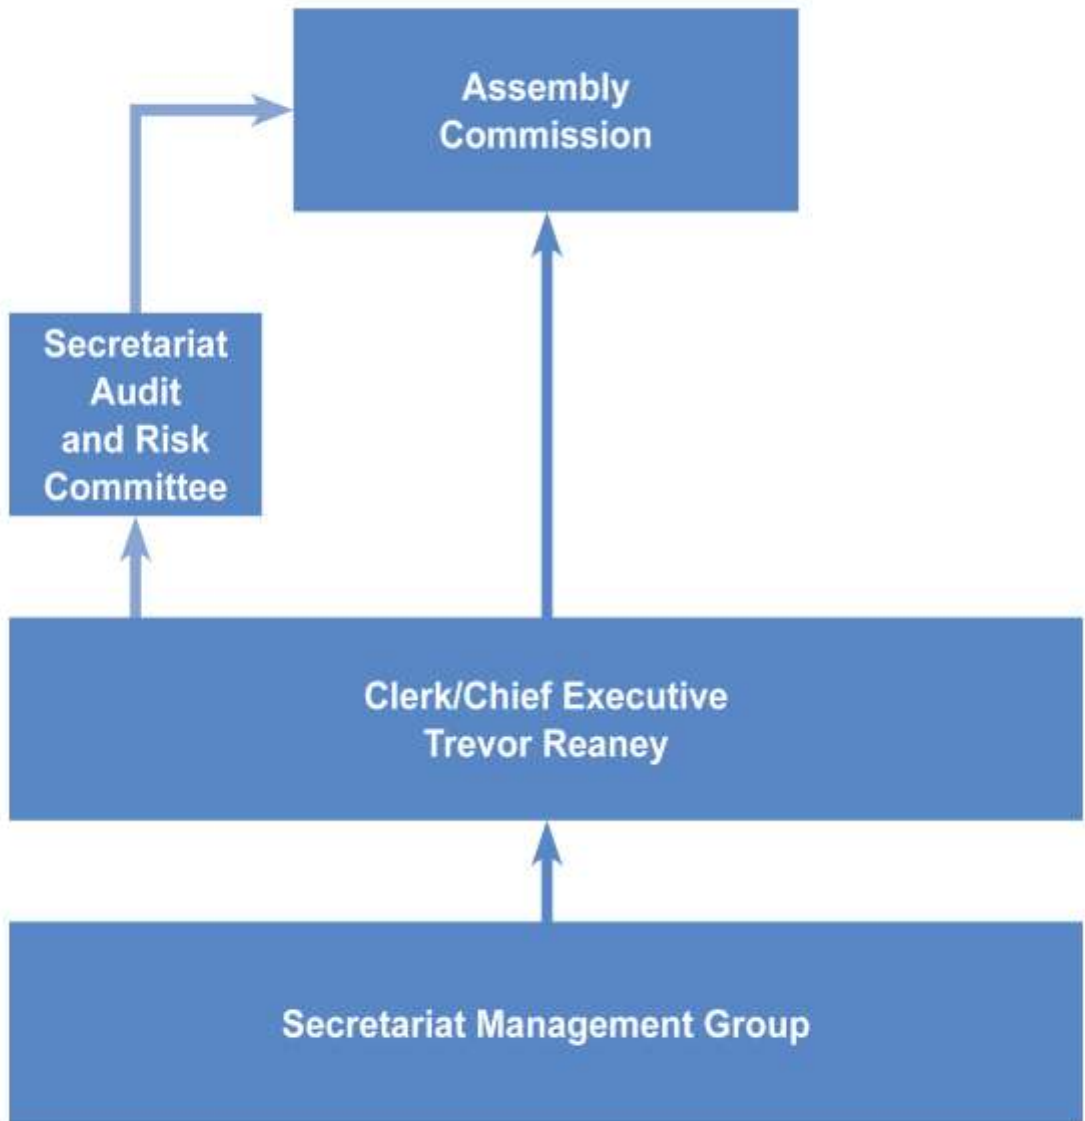 Assembly
Commission
Secretariat
Audit
and Risk
Committee
Clerk/Chief Executive
Trevor Reaney
Secretariat Management Group